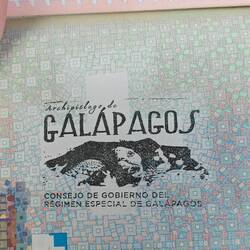 Archipiélago de
GALÁPAGOS
CONSEJO DE GOBIERNO DEL
RÉGIMEN ESPECIAL DE GALÁPAGOS